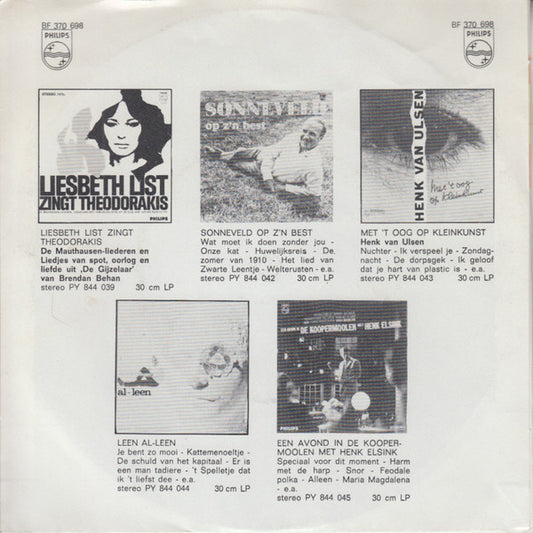 BF 370 698
BF 370 698
PHILIPS
PHILIPS
LIESBETH LIST
ZINGT THEODORAKIS
PHILIPS
SONNEVELD
op z'n best
HENK VAN ULSEN
Met 't oog
op Kleinkunst
LIESBETH LIST ZINGT
THEODORAKIS
De Mauthausen-liederen en
Liedjes van spot, oorlog en
liefde uit ‚De Gijzelaar'
van Brendan Behan
stereo PY 844 039 30 cm LP
SONNEVELD OP Z'N BEST
Wat moet ik doen zonder jou -
Onze kat - Huwelijksreis - De
zomer van 1910 - Het lied van
Zwarte Leentje - Welterusten - e.a.
stereo PY 844 042 30 cm LP
MET 'T OOG OP KLEINKUNST
Henk van Ulsen
Nuchter - Ik verspeel je - Zondag-
nacht - De dorpsgek - Ik geloof
dat je hart van plastic is - e.a.
stereo PY 844 043 30 cm LP
al-leen
DE KOOPERMOOLEN MET HENK ELSINK
PHILIPS
LEEN AL-LEEN
Je bent zo mooi - Kattemenoeltje -
De schuld van het kapitaal - Er is
een man tadiere - 't Spelletje dat
ik 't liefst dee - e.a.
stereo PY 844 044 30 cm LP
EEN AVOND IN DE KOOPER-
MOOLEN MET HENK ELSINK
Speciaal voor dit moment - Harm
met de harp - Snor - Feodale
polka - Alleen - Maria Magdalena
- e.a.
stereo PY 844 045 30 cm LP